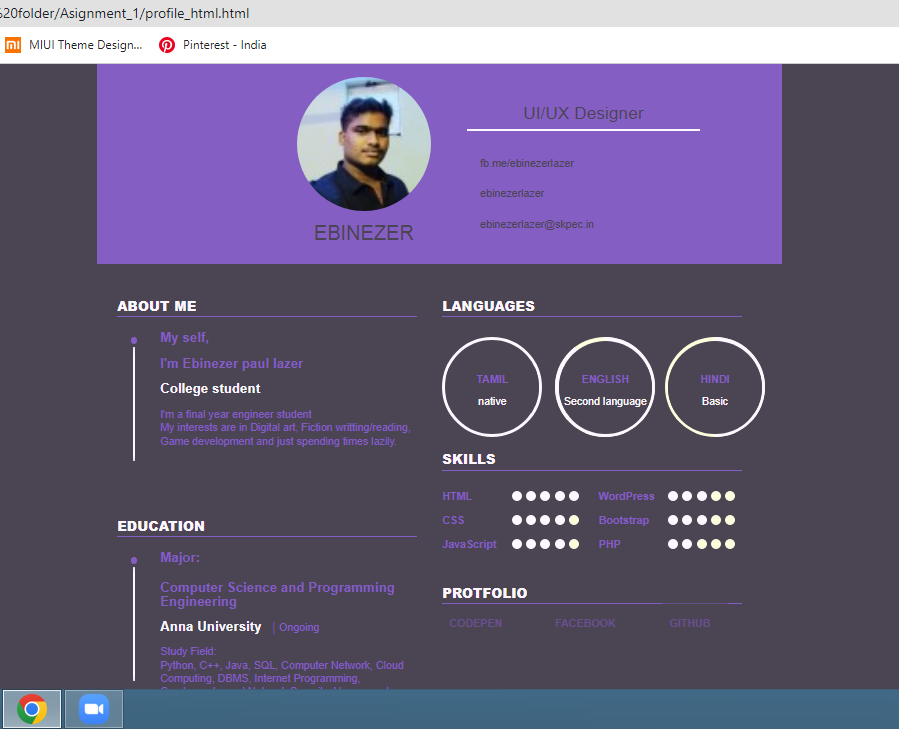 %20folder/Asignment_1/profile_html.html
MIUI Theme Design... Pinterest - India
UI/UX Designer
fb.me/ebinezerlazer
ebinezerlazer
ebinezerlazer@skpec.in
EBINEZER
ABOUT ME
My self,
I'm Ebinezer paul lazer
College student
I'm a final year engineer student
My interests are in Digital art, Fiction writting/reading,
Game development and just spending times lazily.
EDUCATION
Major:
Computer Science and Programming
Engineering
Anna University | Ongoing
Study Field:
Python, C++, Java, SQL, Computer Network, Cloud
Computing, DBMS, Internet Programming,
LANGUAGES
TAMIL
native
ENGLISH
Second language
HINDI
Basic
SKILLS
HTML WordPress
CSS Bootstrap
JavaScript PHP
PROTFOLIO
CODEPEN FACEBOOK GITHUB